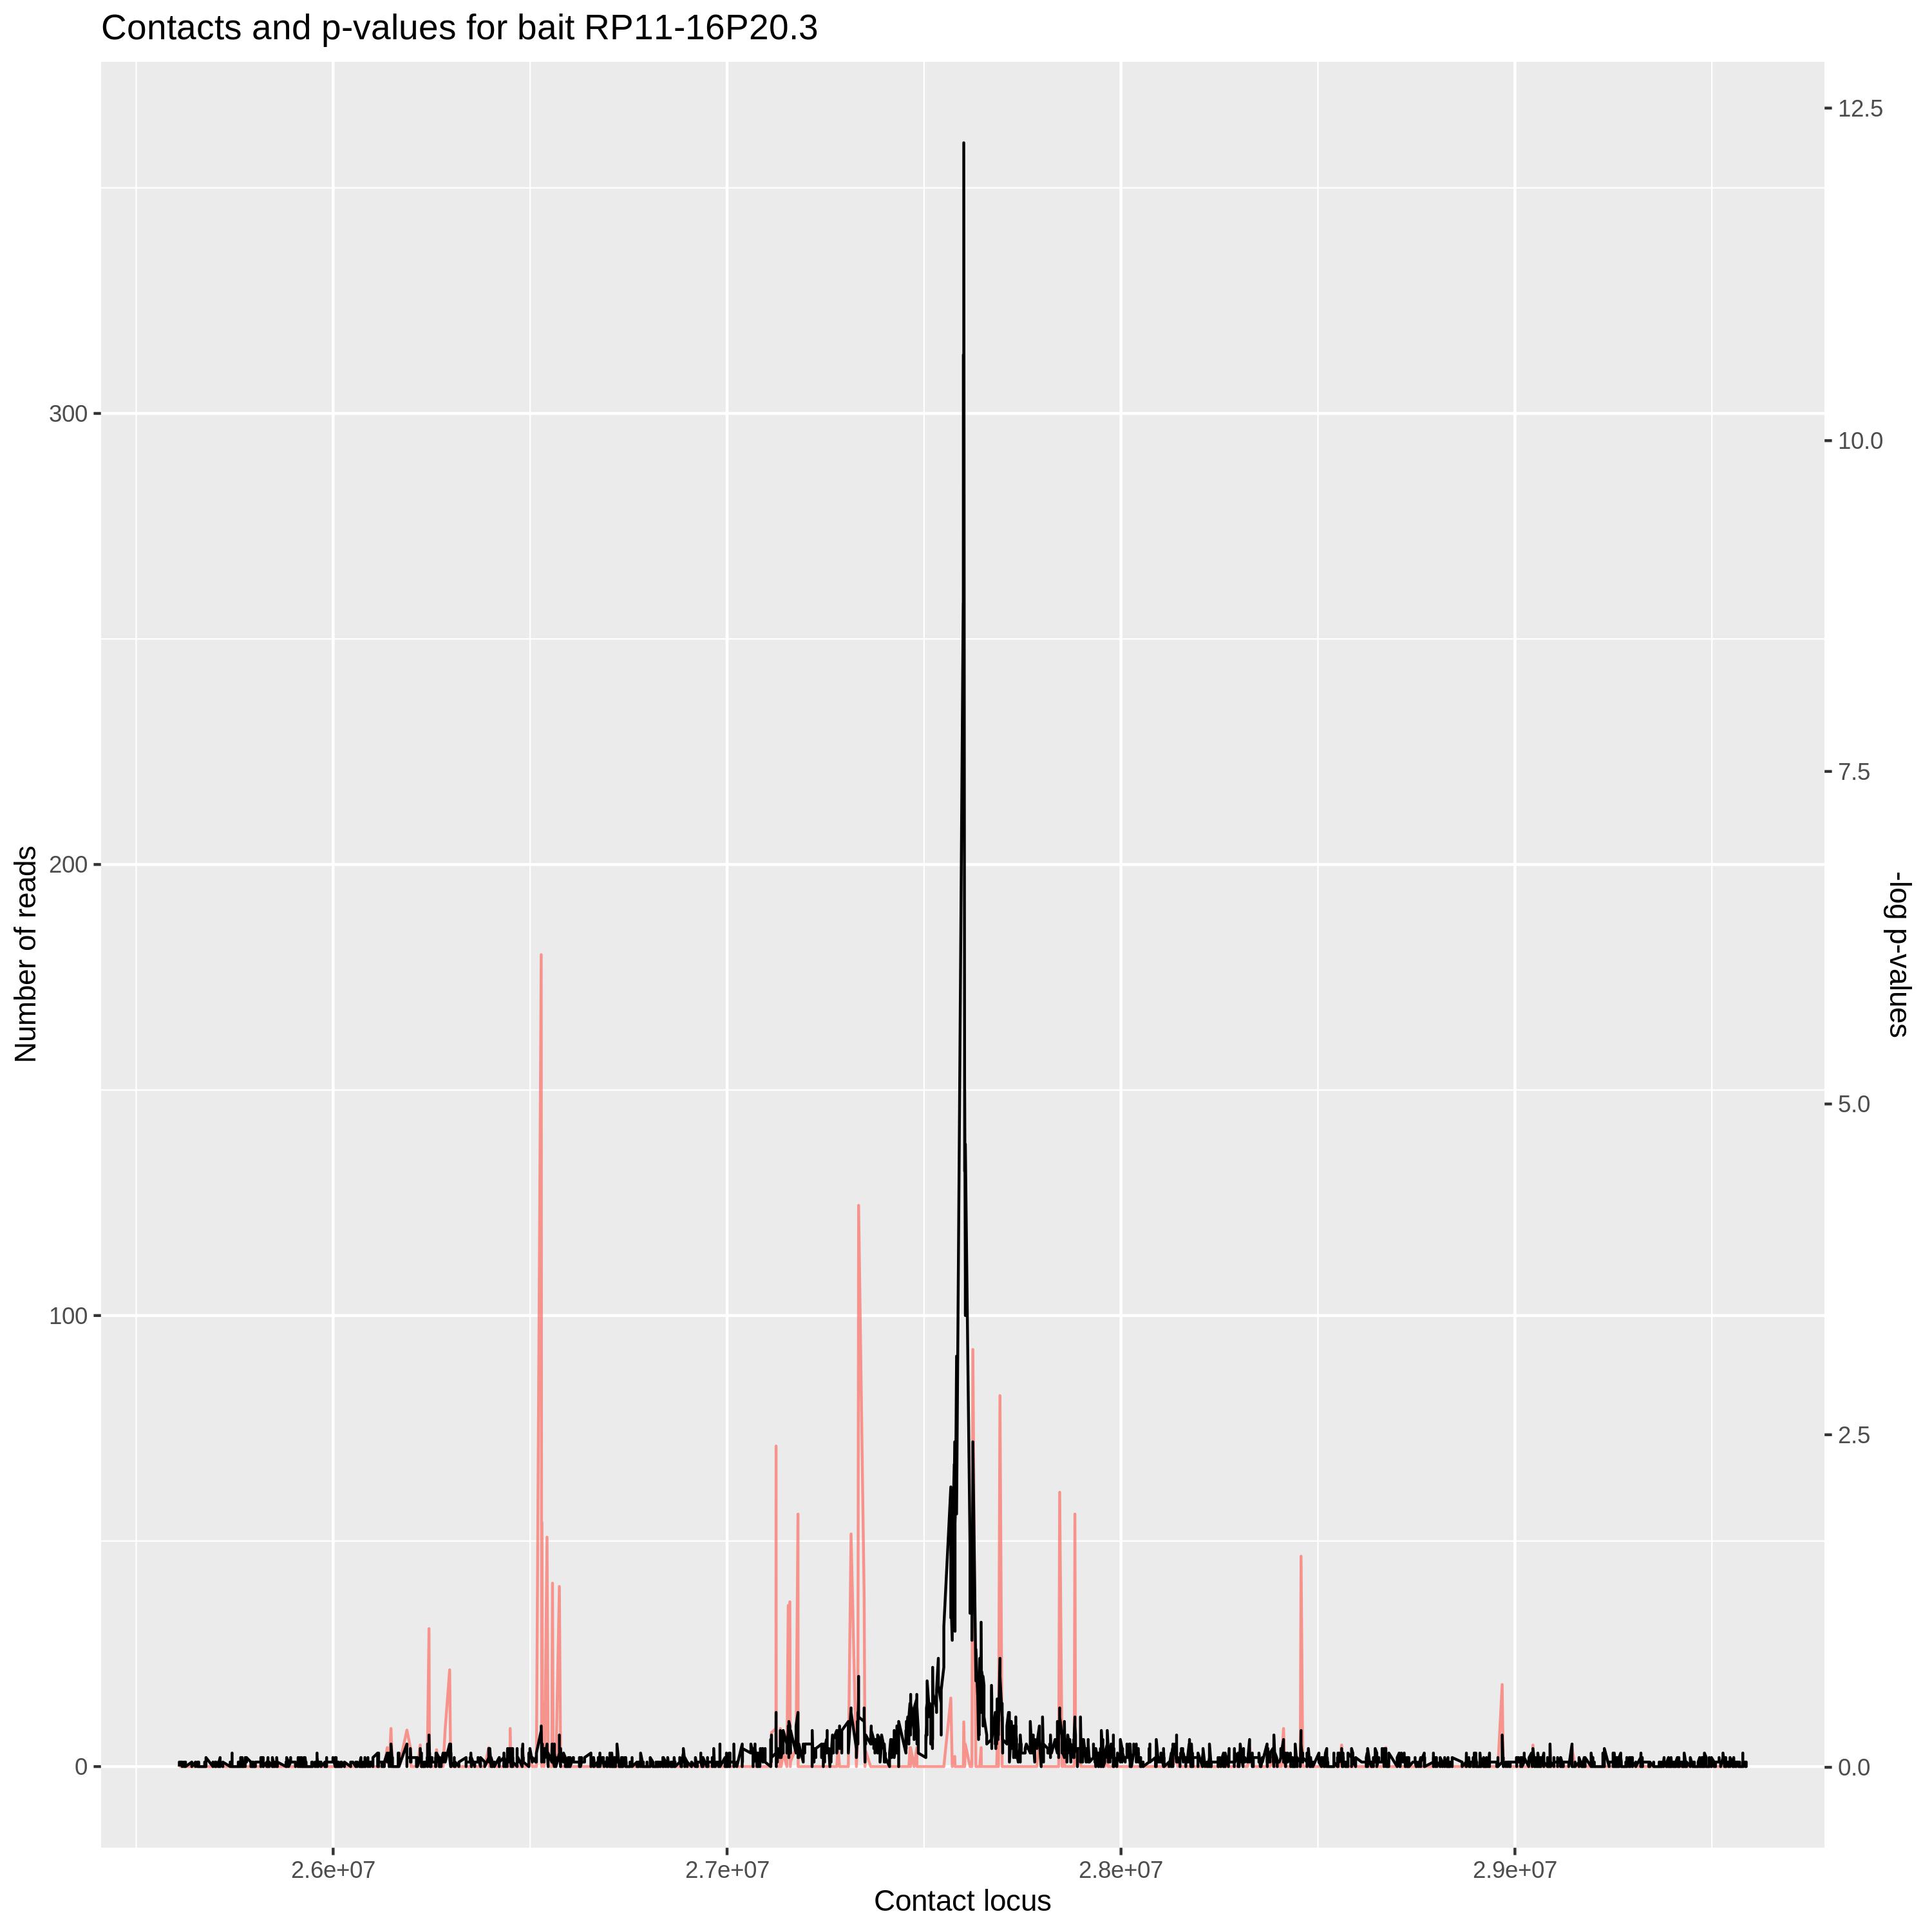 Contacts and p-values for bait RP11-16P20.3
Number of reads
300
200
100
0
12.5
10.0
7.5
5.0
2.5
0.0
-log p-values
2.6e+07 2.7e+07 2.8e+07 2.9e+07
Contact locus